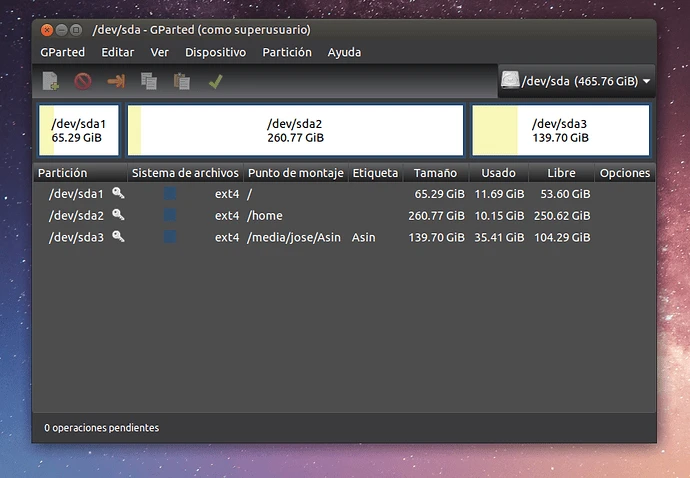 /dev/sda - GParted (como superusuario)
GParted Editar Ver Dispositivo Partición Ayuda
/dev/sda (465.76 GiB)
/dev/sda1
65.29 GiB
/dev/sda2
260.77 GiB
/dev/sda3
139.70 GiB
Partición Sistema de archivos Punto de montaje Etiqueta Tamaño Usado Libre Opciones
/dev/sda1 ext4 / 65.29 GiB 11.69 GiB 53.60 GiB
/dev/sda2 ext4 /home 260.77 GiB 10.15 GiB 250.62 GiB
/dev/sda3 ext4 /media/jose/Asin Asin 139.70 GiB 35.41 GiB 104.29 GiB
0 operaciones pendientes